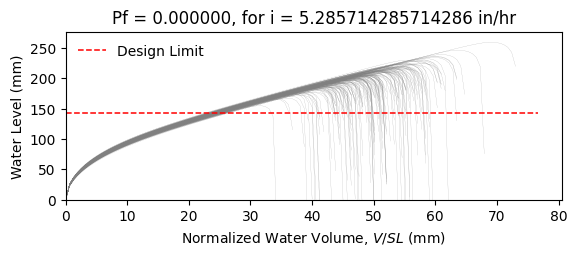 Pf = 0.000000, for i = 5.285714285714286 in/hr
Water Level (mm)
250
200
150
100
50
0
Design Limit
0 10 20 30 40 50 60 70 80
Normalized Water Volume, V/SL (mm)